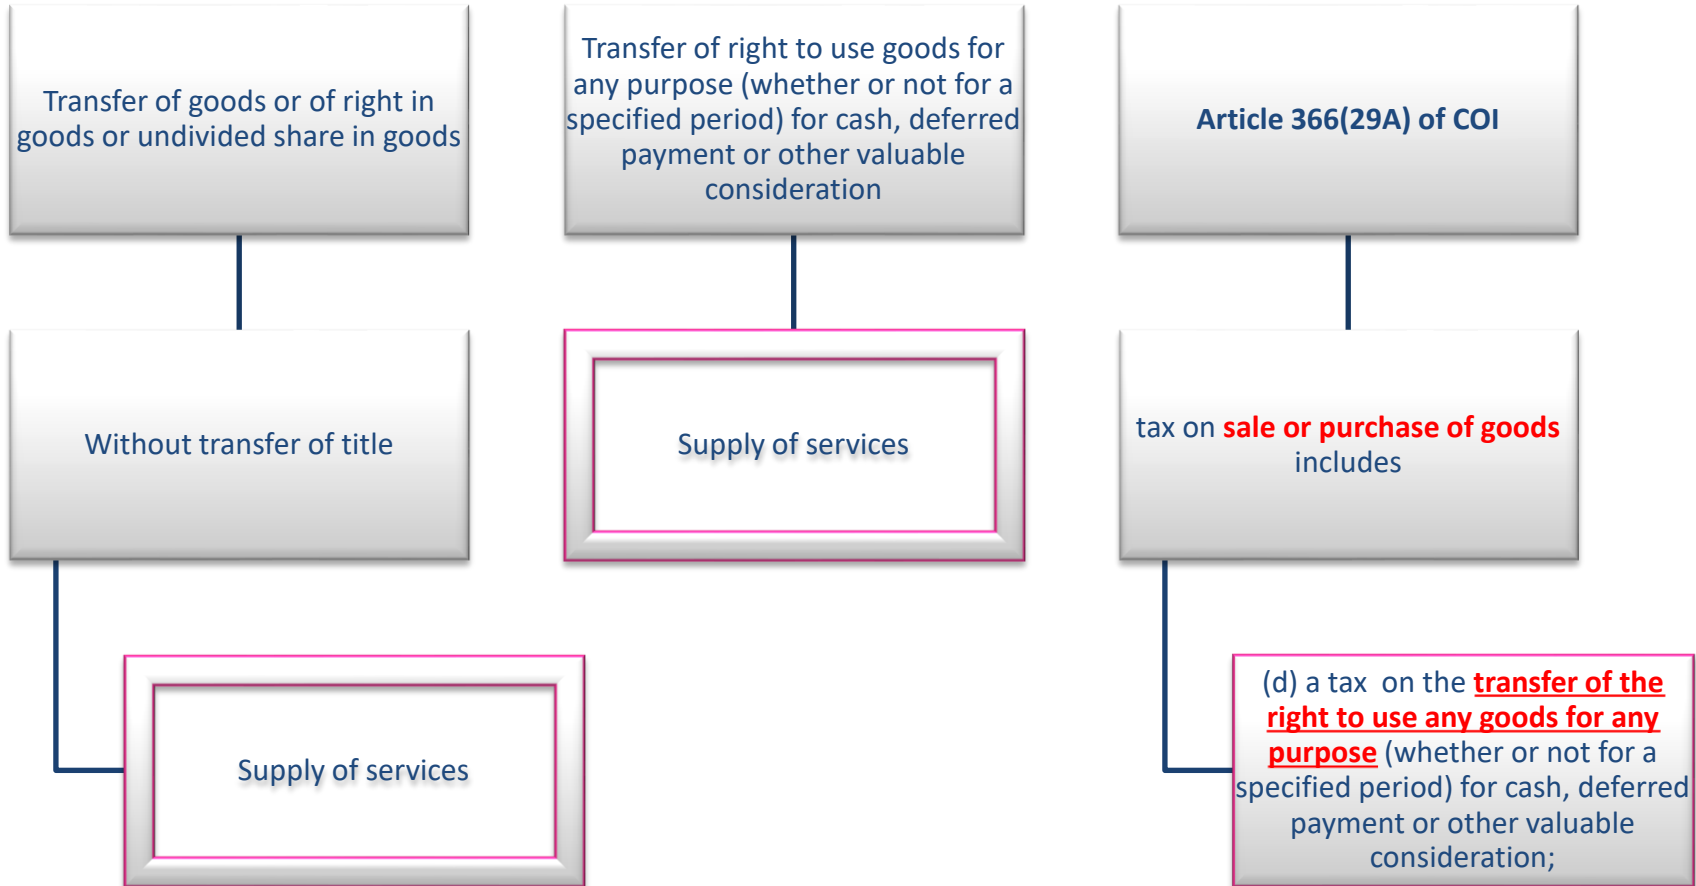 Transfer of goods or of right in
goods or undivided share in goods
Without transfer of title
Supply of services
Transfer of right to use goods for
any purpose (whether or not for a
specified period) for cash, deferred
payment or other valuable
consideration
Supply of services
Article 366(29A) of COI
tax on sale or purchase of goods
includes
(d) a tax on the transfer of the
right to use any goods for any
purpose (whether or not for a
specified period) for cash, deferred
payment or other valuable
consideration;